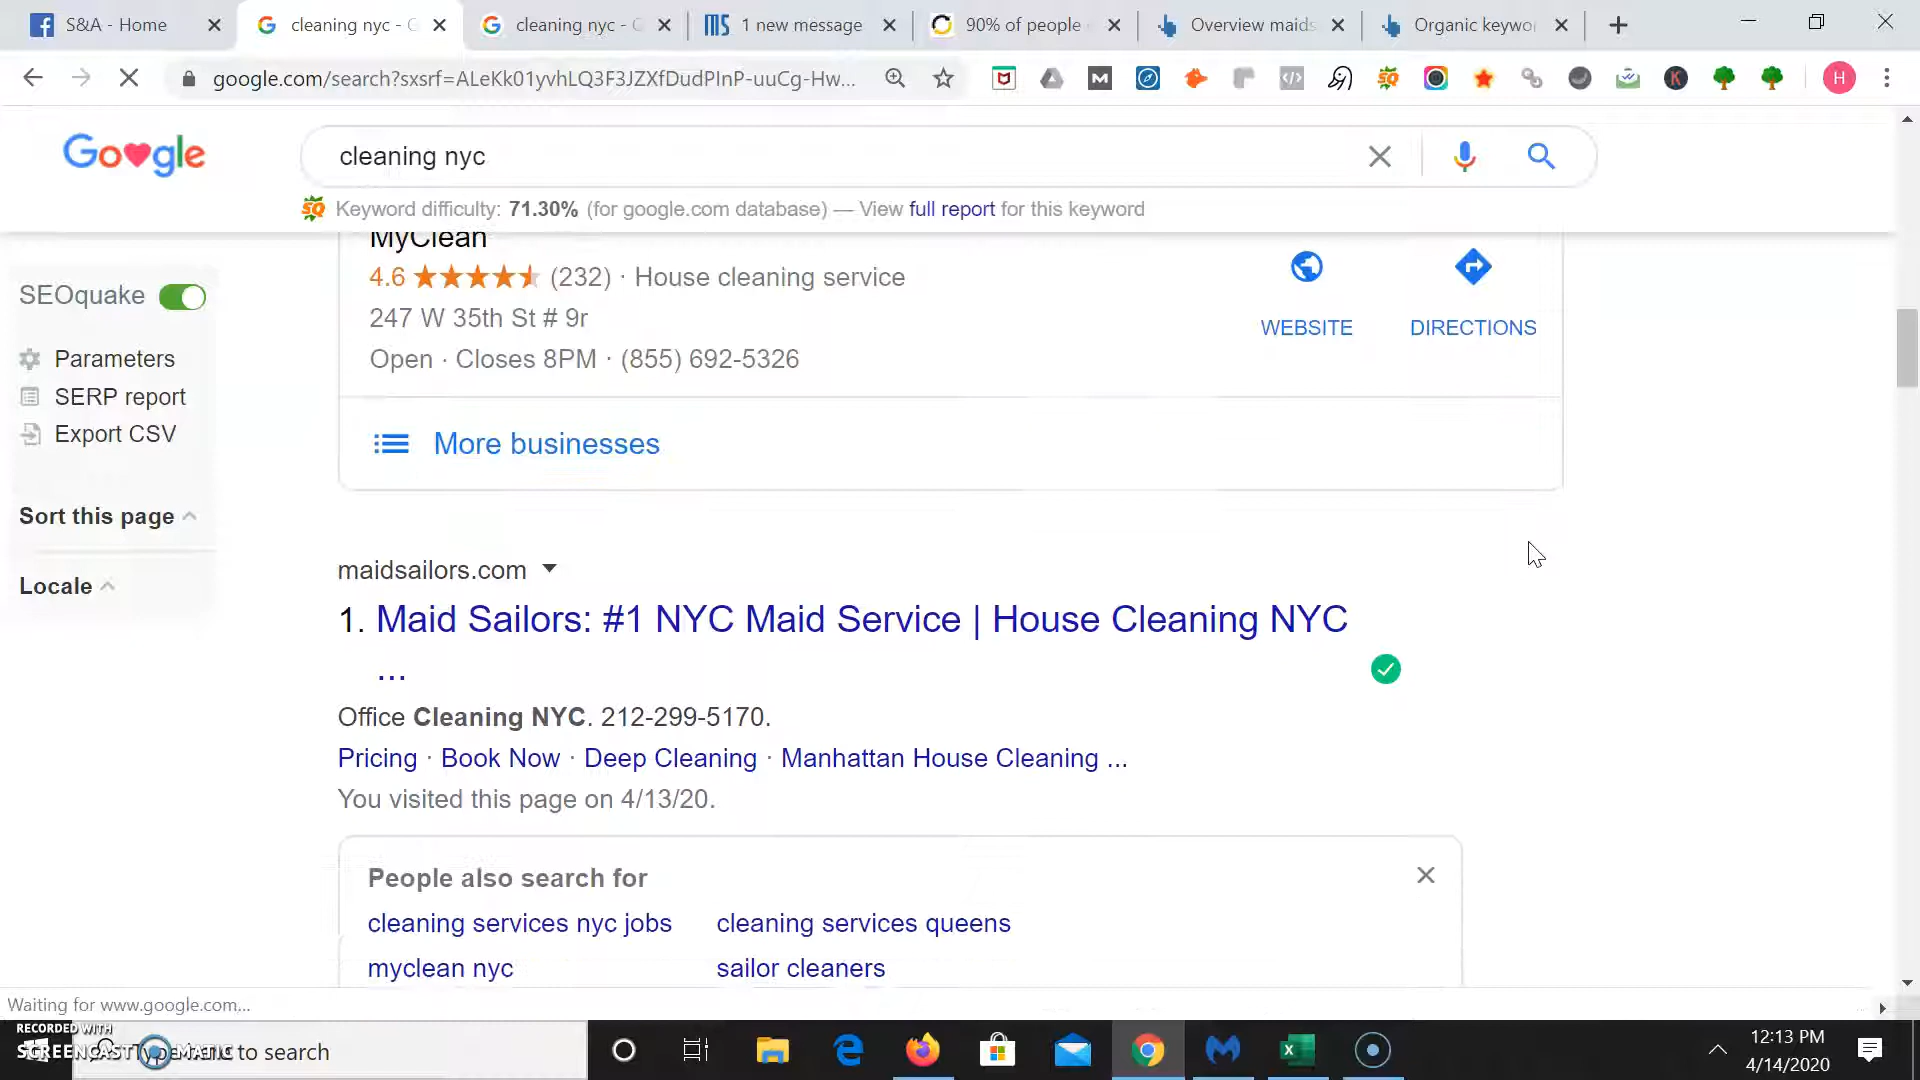 S&A - Home
cleaning nyc - G
cleaning nyc - G
1 new message
90% of people
Overview maids
Organic keywo
google.com/search?sxsrf=ALeKk01yvhLQ3F3JZXfDudPInP-uuCg-Hw...
H
Google
cleaning nyc
Keyword difficulty: 71.30% (for google.com database) — View full report for this keyword
SEOquake
Parameters
SERP report
Export CSV
Sort this page
Locale
MyClean
4.6 (232) · House cleaning service
247 W 35th St # 9r
Open · Closes 8PM · (855) 692-5326
WEBSITE
DIRECTIONS
More businesses
maidsailors.com
1. Maid Sailors: #1 NYC Maid Service | House Cleaning NYC
...
Office Cleaning NYC. 212-299-5170.
Pricing · Book Now · Deep Cleaning · Manhattan House Cleaning ...
You visited this page on 4/13/20.
People also search for
cleaning services nyc jobs
cleaning services queens
myclean nyc
sailor cleaners
Waiting for www.google.com...
RECORDED WITH
SCREENCAST MATIC
to search
12:13 PM
4/14/2020